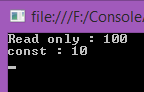 file:///F:/Console
Read only : 100
const : 10